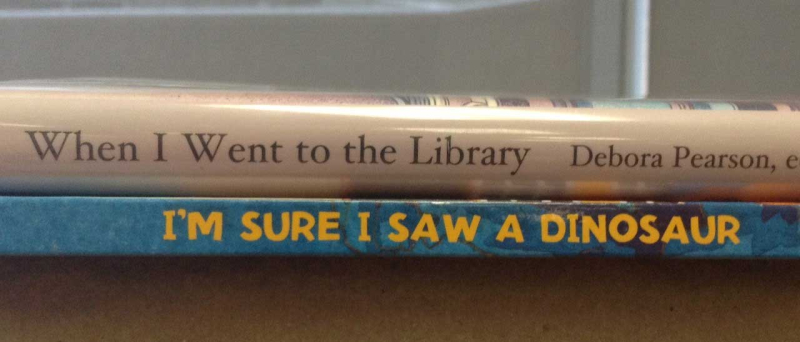 When I Went to the Library Debora Pearson, e
I'M SURE I SAW A DINOSAUR